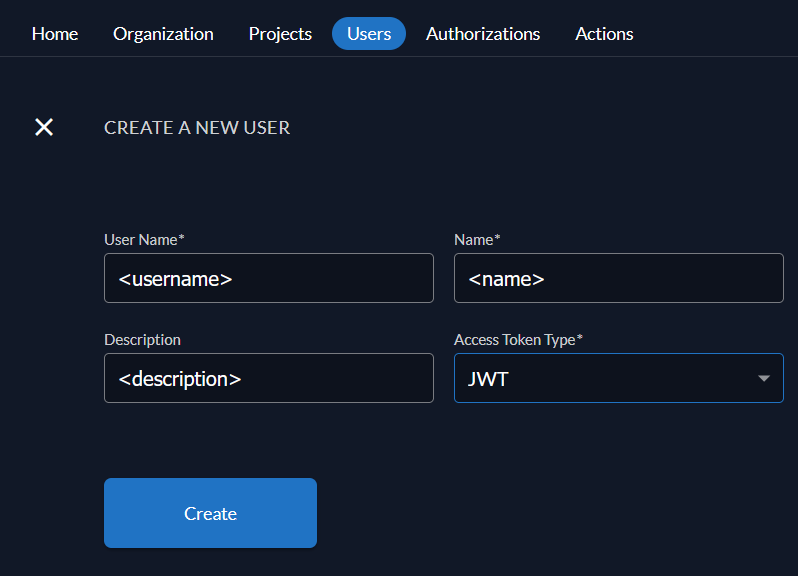 Home Organization Projects Users Authorizations Actions
CREATE A NEW USER
User Name* Name*
<username> <name>
Description Access Token Type*
<description> JWT
Create